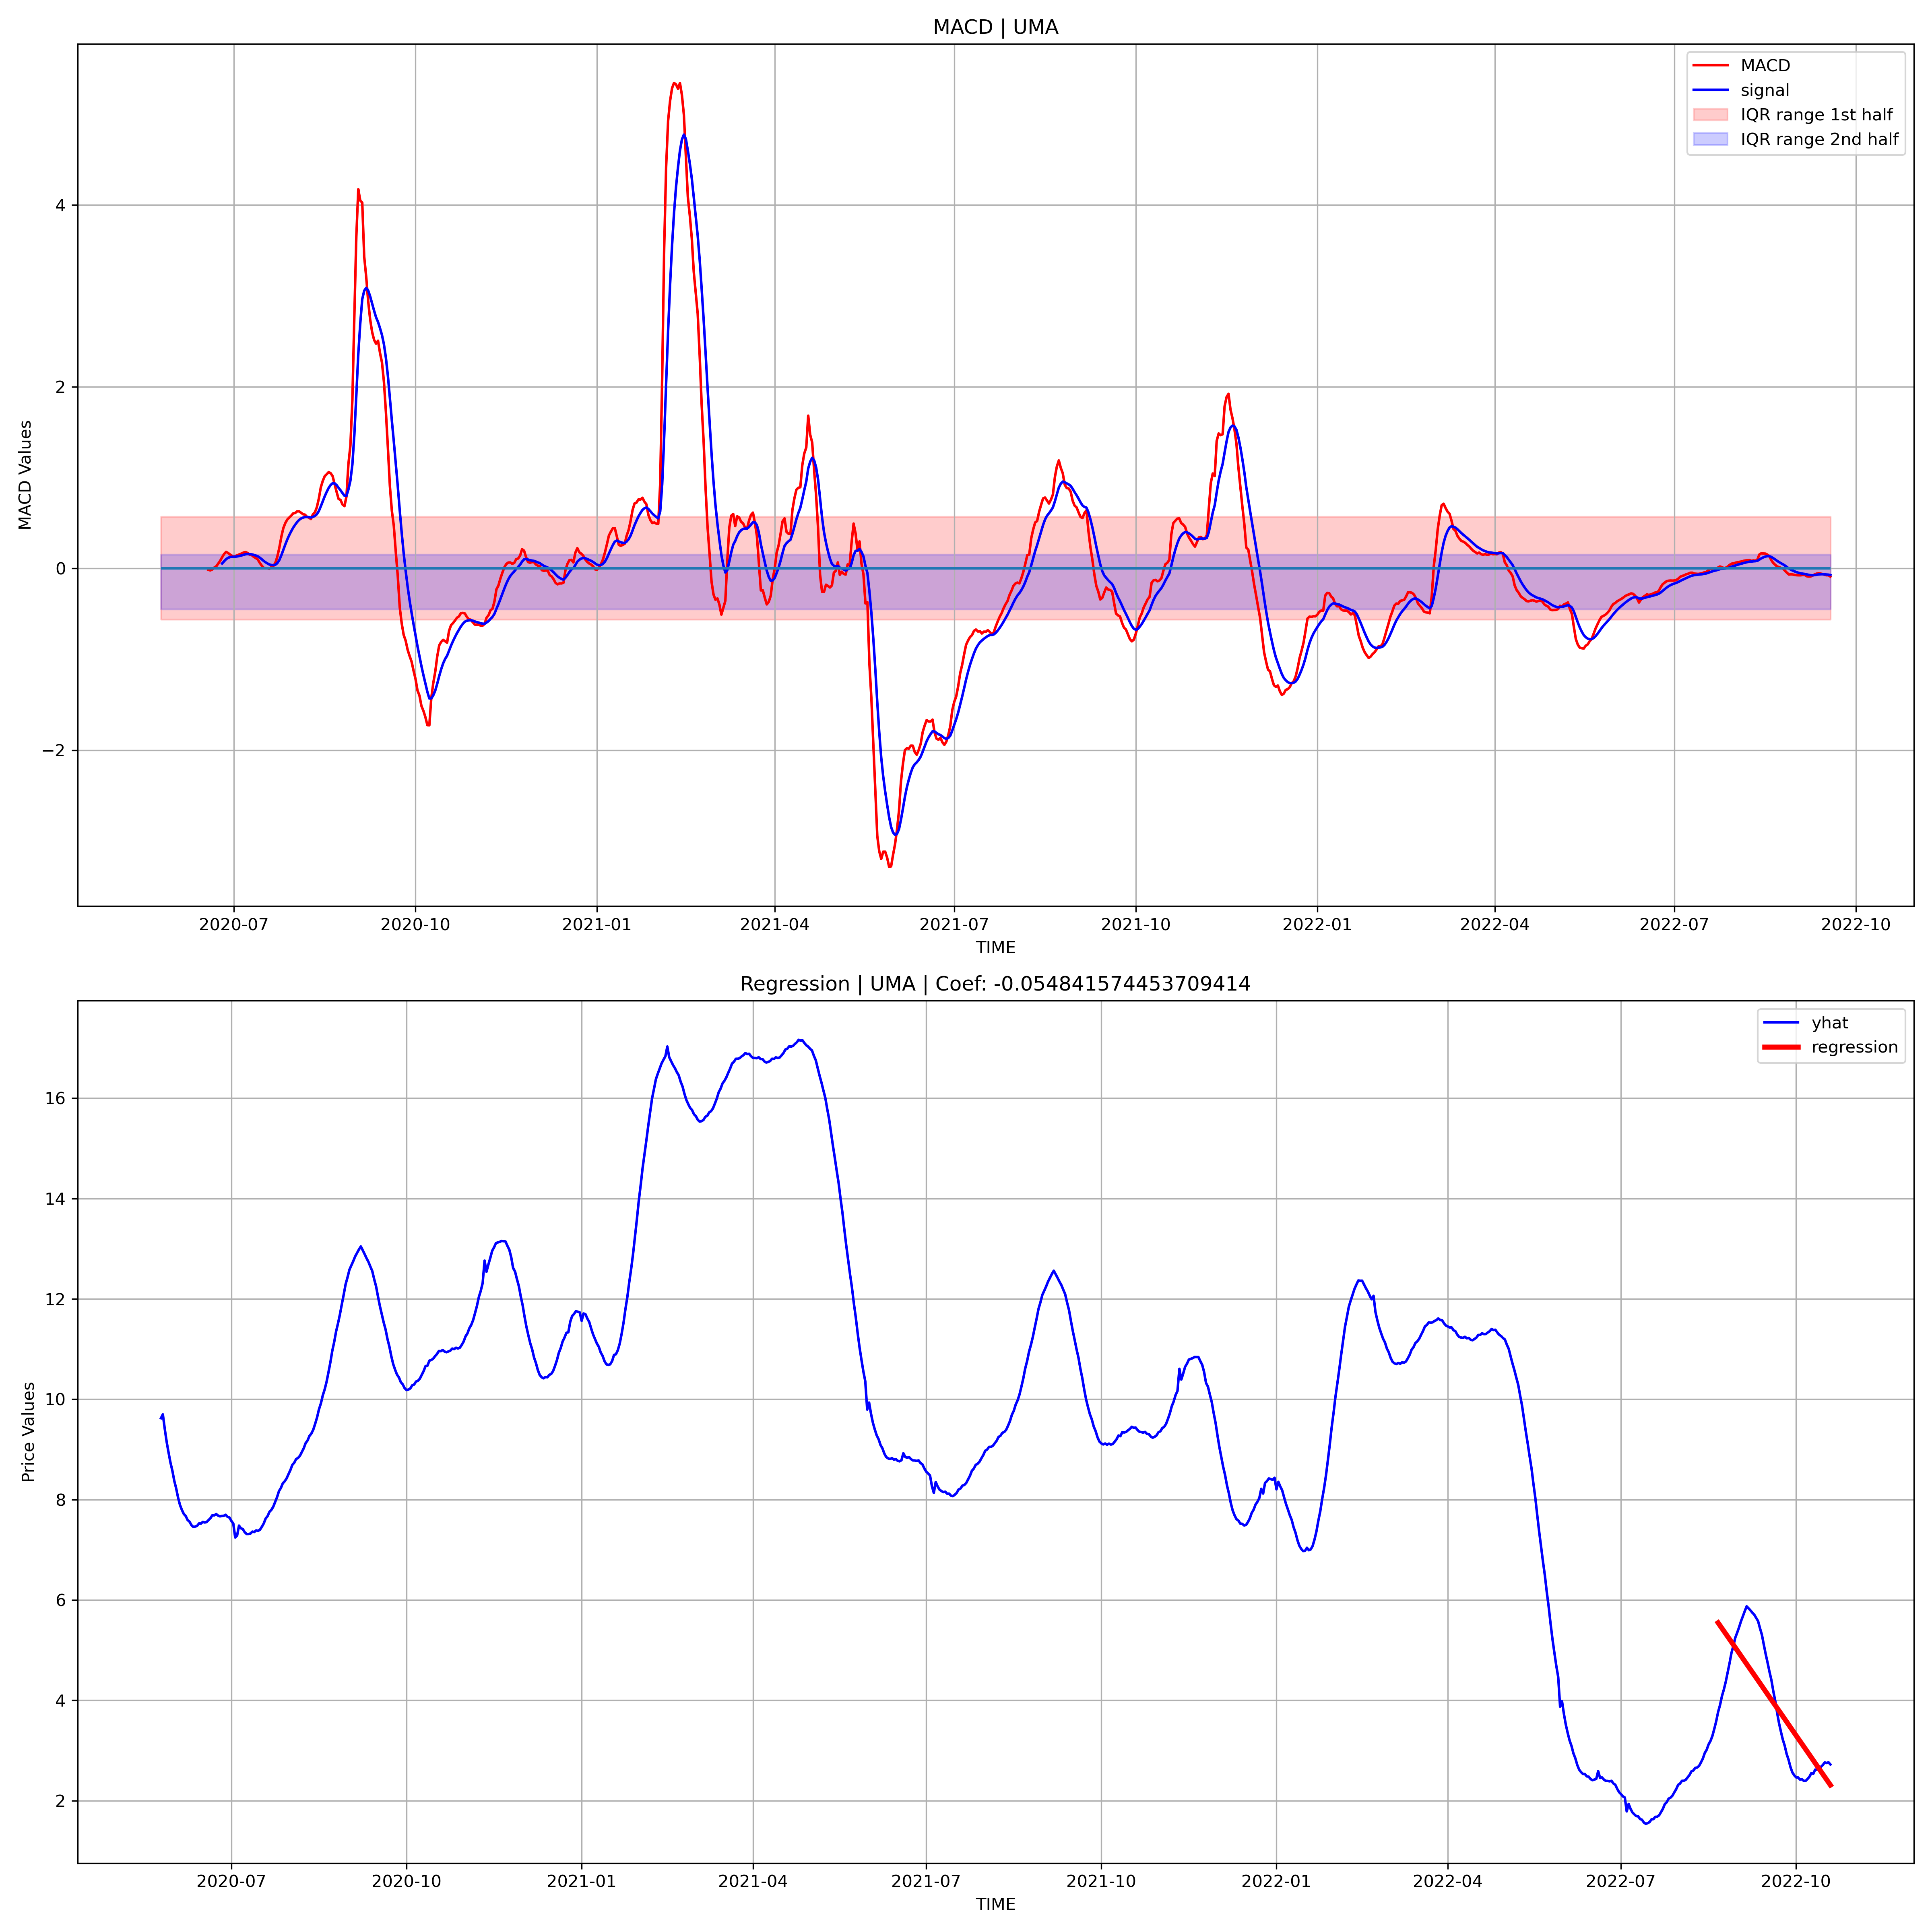 MACD | UMA
MACD
signal
IQR range 1st half
IQR range 2nd half
MACD Values
4
2
0
−2
2020-07 2020-10 2021-01 2021-04 2021-07 2021-10 2022-01 2022-04 2022-07 2022-10
TIME
Regression | UMA | Coef: -0.054841574453709414
yhat
regression
Price Values
16
14
12
10
8
6
4
2
2020-07 2020-10 2021-01 2021-04 2021-07 2021-10 2022-01 2022-04 2022-07 2022-10
TIME